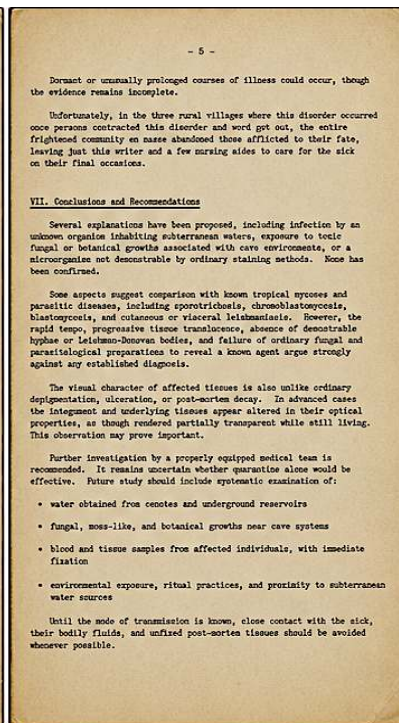 - 5 -
Dormant or unusually prolonged courses of illness could occur, though
the evidence remains incomplete.
Unfortunately, in the three rural villages where this disorder occurred
once persons contracted this disorder and word got out, the entire
frightened community en masse abandoned those afflicted to their fate,
leaving just this writer and a few nursing aides to care for the sick
on their final occasions.
VII. Conclusions and Recommendations
Several explanations have been proposed, including infection by an
unknown organism inhabiting subterranean waters, exposure to toxic
fungal or botanical growths associated with cave environments, or a
microorganism not demonstrable by ordinary staining methods. None has
been confirmed.
Some aspects suggest comparison with known tropical mycoses and
parasitic diseases, including sporotrichosis, chromoblastomycosis,
blastomycosis, and cutaneous or visceral leishmaniasis. However, the
rapid tempo, progressive tissue translucence, absence of demonstrable
hyphae or Leishman-Donovan bodies, and failure of ordinary fungal and
parasitological preparations to reveal a known agent argue strongly
against any established diagnosis.
The visual character of affected tissues is also unlike ordinary
depigmentation, ulceration, or post-mortem decay. In advanced cases
the integument and underlying tissues appear altered in their optical
properties, as though rendered partially transparent while still living.
This observation may prove important.
Further investigation by a properly equipped medical team is
recommended. It remains uncertain whether quarantine alone would be
effective. Future study should include systematic examination of:
• water obtained from cenotes and underground reservoirs
• fungal, moss-like, and botanical growths near cave systems
• blood and tissue samples from affected individuals, with immediate
fixation
• environmental exposure, ritual practices, and proximity to subterranean
water sources
Until the mode of transmission is known, close contact with the sick,
their bodily fluids, and unfixed post-mortem tissues should be avoided
whenever possible.